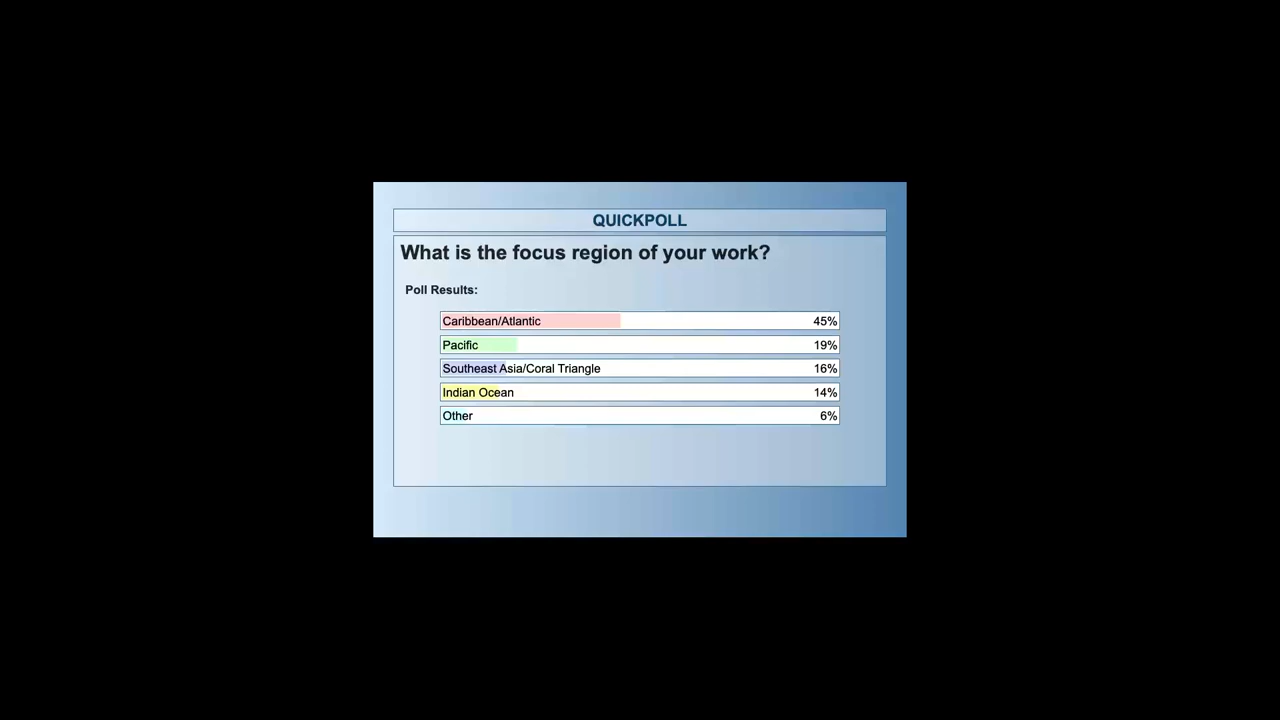 QUICKPOLL
What is the focus region of your work?
Poll Results:
Caribbean/Atlantic 45%
Pacific 19%
Southeast Asia/Coral Triangle 16%
Indian Ocean 14%
Other 6%